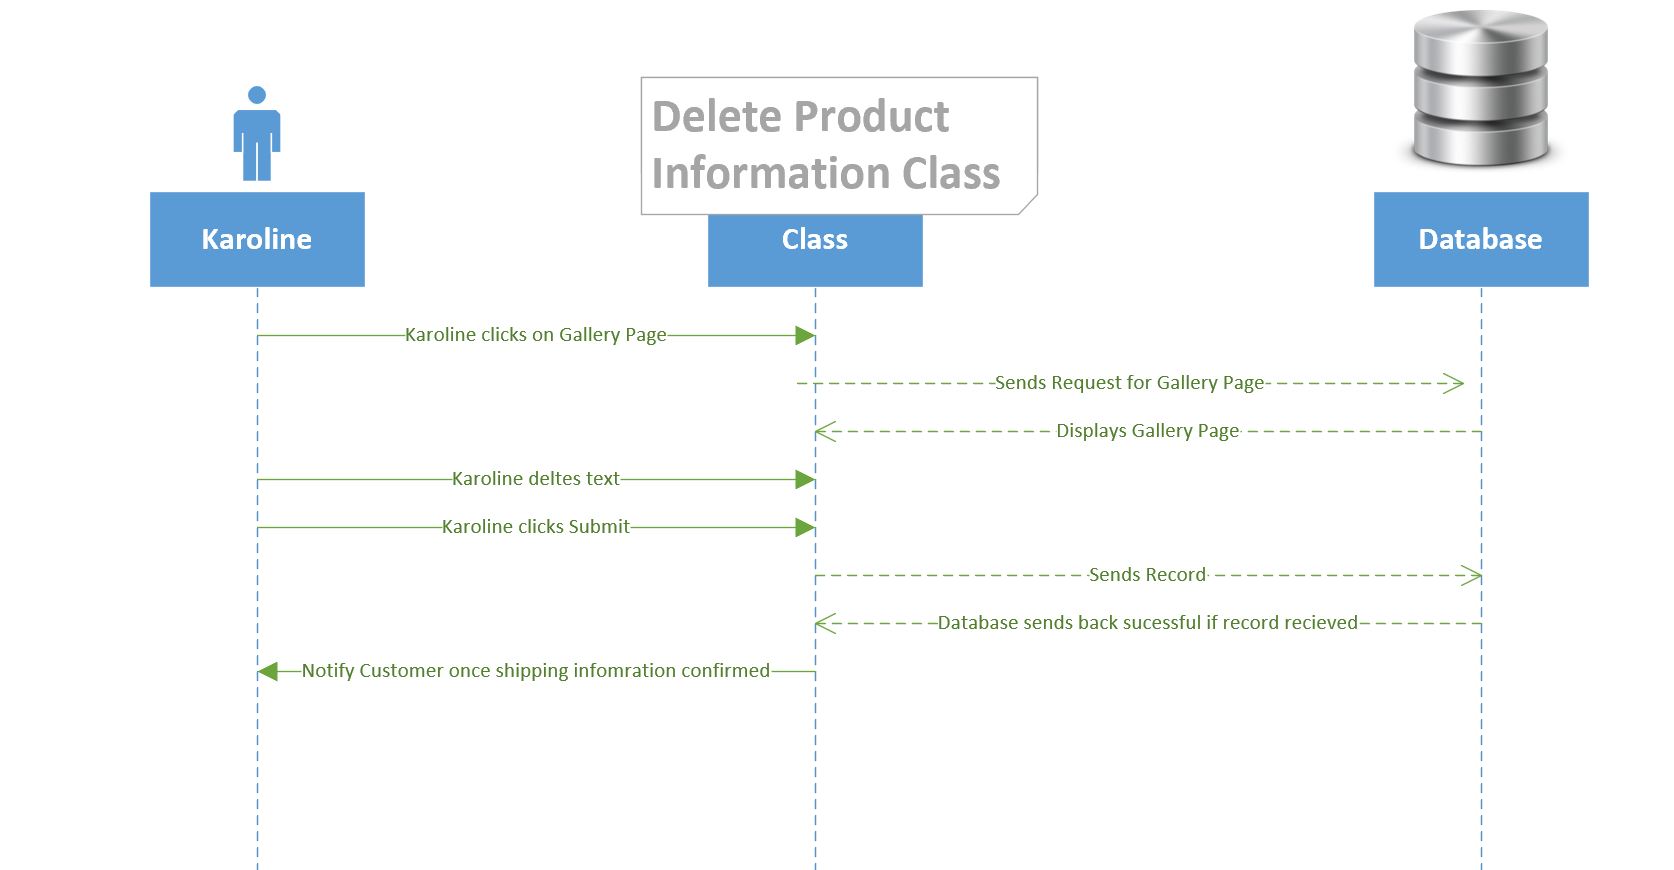 Delete Product
Information Class
Karoline
Class
Database
Karoline clicks on Gallery Page
Sends Request for Gallery Page
Displays Gallery Page
Karoline deltes text
Karoline clicks Submit
Sends Record
Database sends back sucessful if record recieved
Notify Customer once shipping infomration confirmed